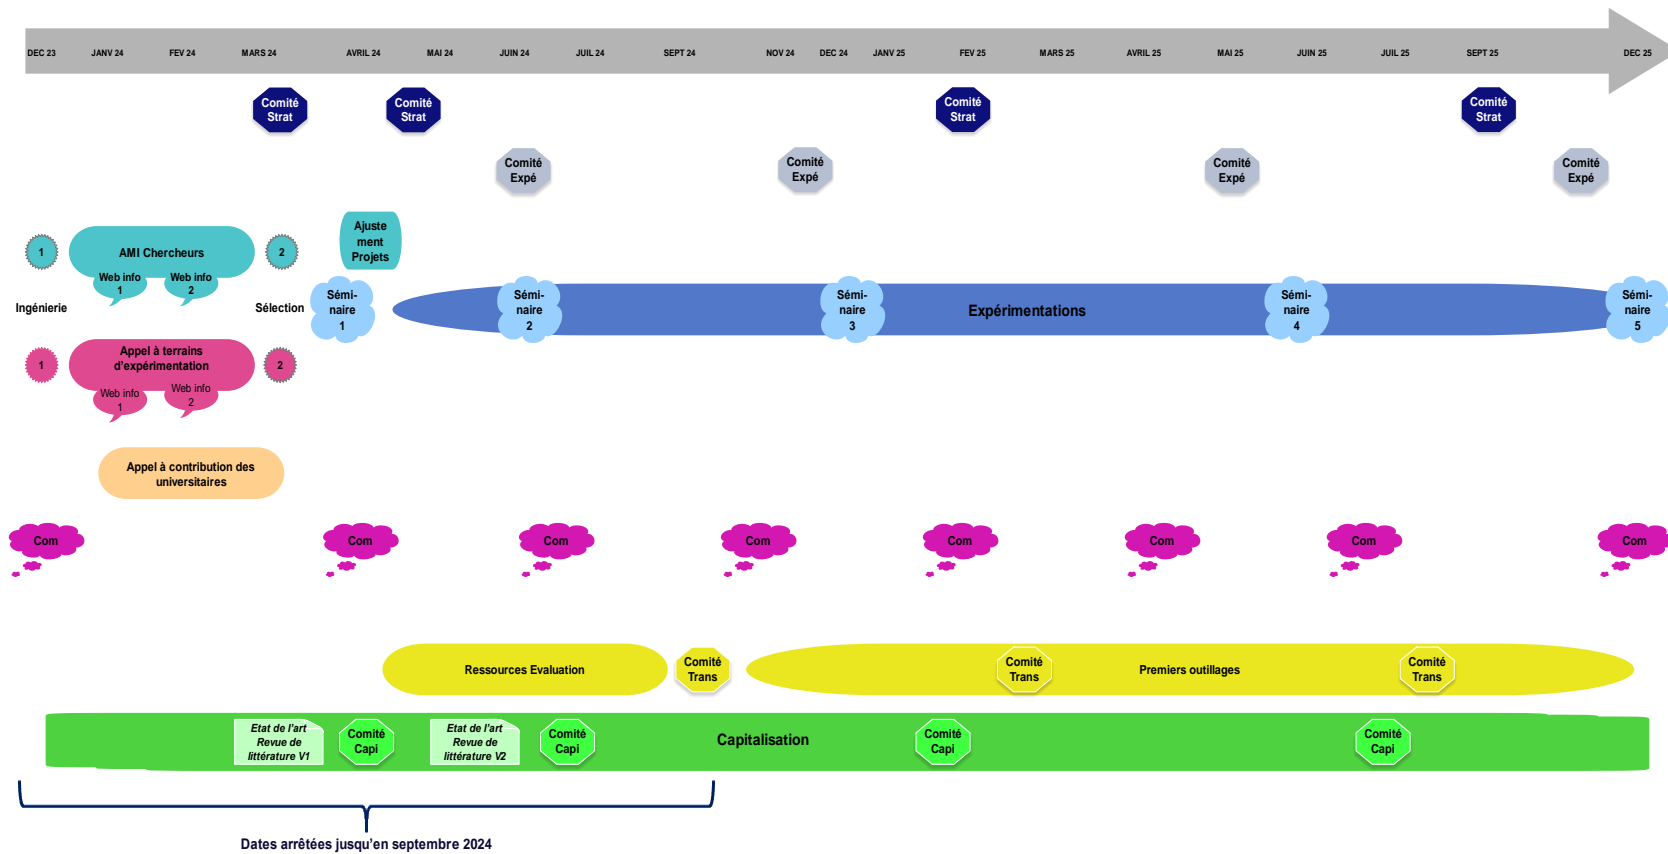 DEC 23 JANV 24 FEV 24 MARS 24 AVRIL 24 MAI 24 JUIN 24 JUIL 24 SEPT 24 NOV 24 DEC 24 JANV 25 FEV 25 MARS 25 AVRIL 25 MAI 25 JUIN 25 JUIL 25 SEPT 25 DEC 25
Comité
Strat
Comité
Strat
Comité
Strat
Comité
Strat
Comité
Expé
Comité
Expé
Comité
Expé
Comité
Expé
1
AMI Chercheurs
Web info
1
Web info
2
2
Ajuste
ment
Projets
Ingénierie
Sélection
Sémi-
naire
1
Sémi-
naire
2
Sémi-
naire
3
Expérimentations
Sémi-
naire
4
Sémi-
naire
5
1
Appel à terrains
d'expérimentation
Web info
1
Web info
2
2
Appel à contribution des
universitaires
Com
Com
Com
Com
Com
Com
Com
Com
Ressources Evaluation
Comité
Trans
Comité
Trans
Premiers outillages
Comité
Trans
Etat de l'art
Revue de
littérature V1
Comité
Capi
Etat de l'art
Revue de
littérature V2
Comité
Capi
Capitalisation
Comité
Capi
Comité
Capi
Dates arrêtées jusqu'en septembre 2024